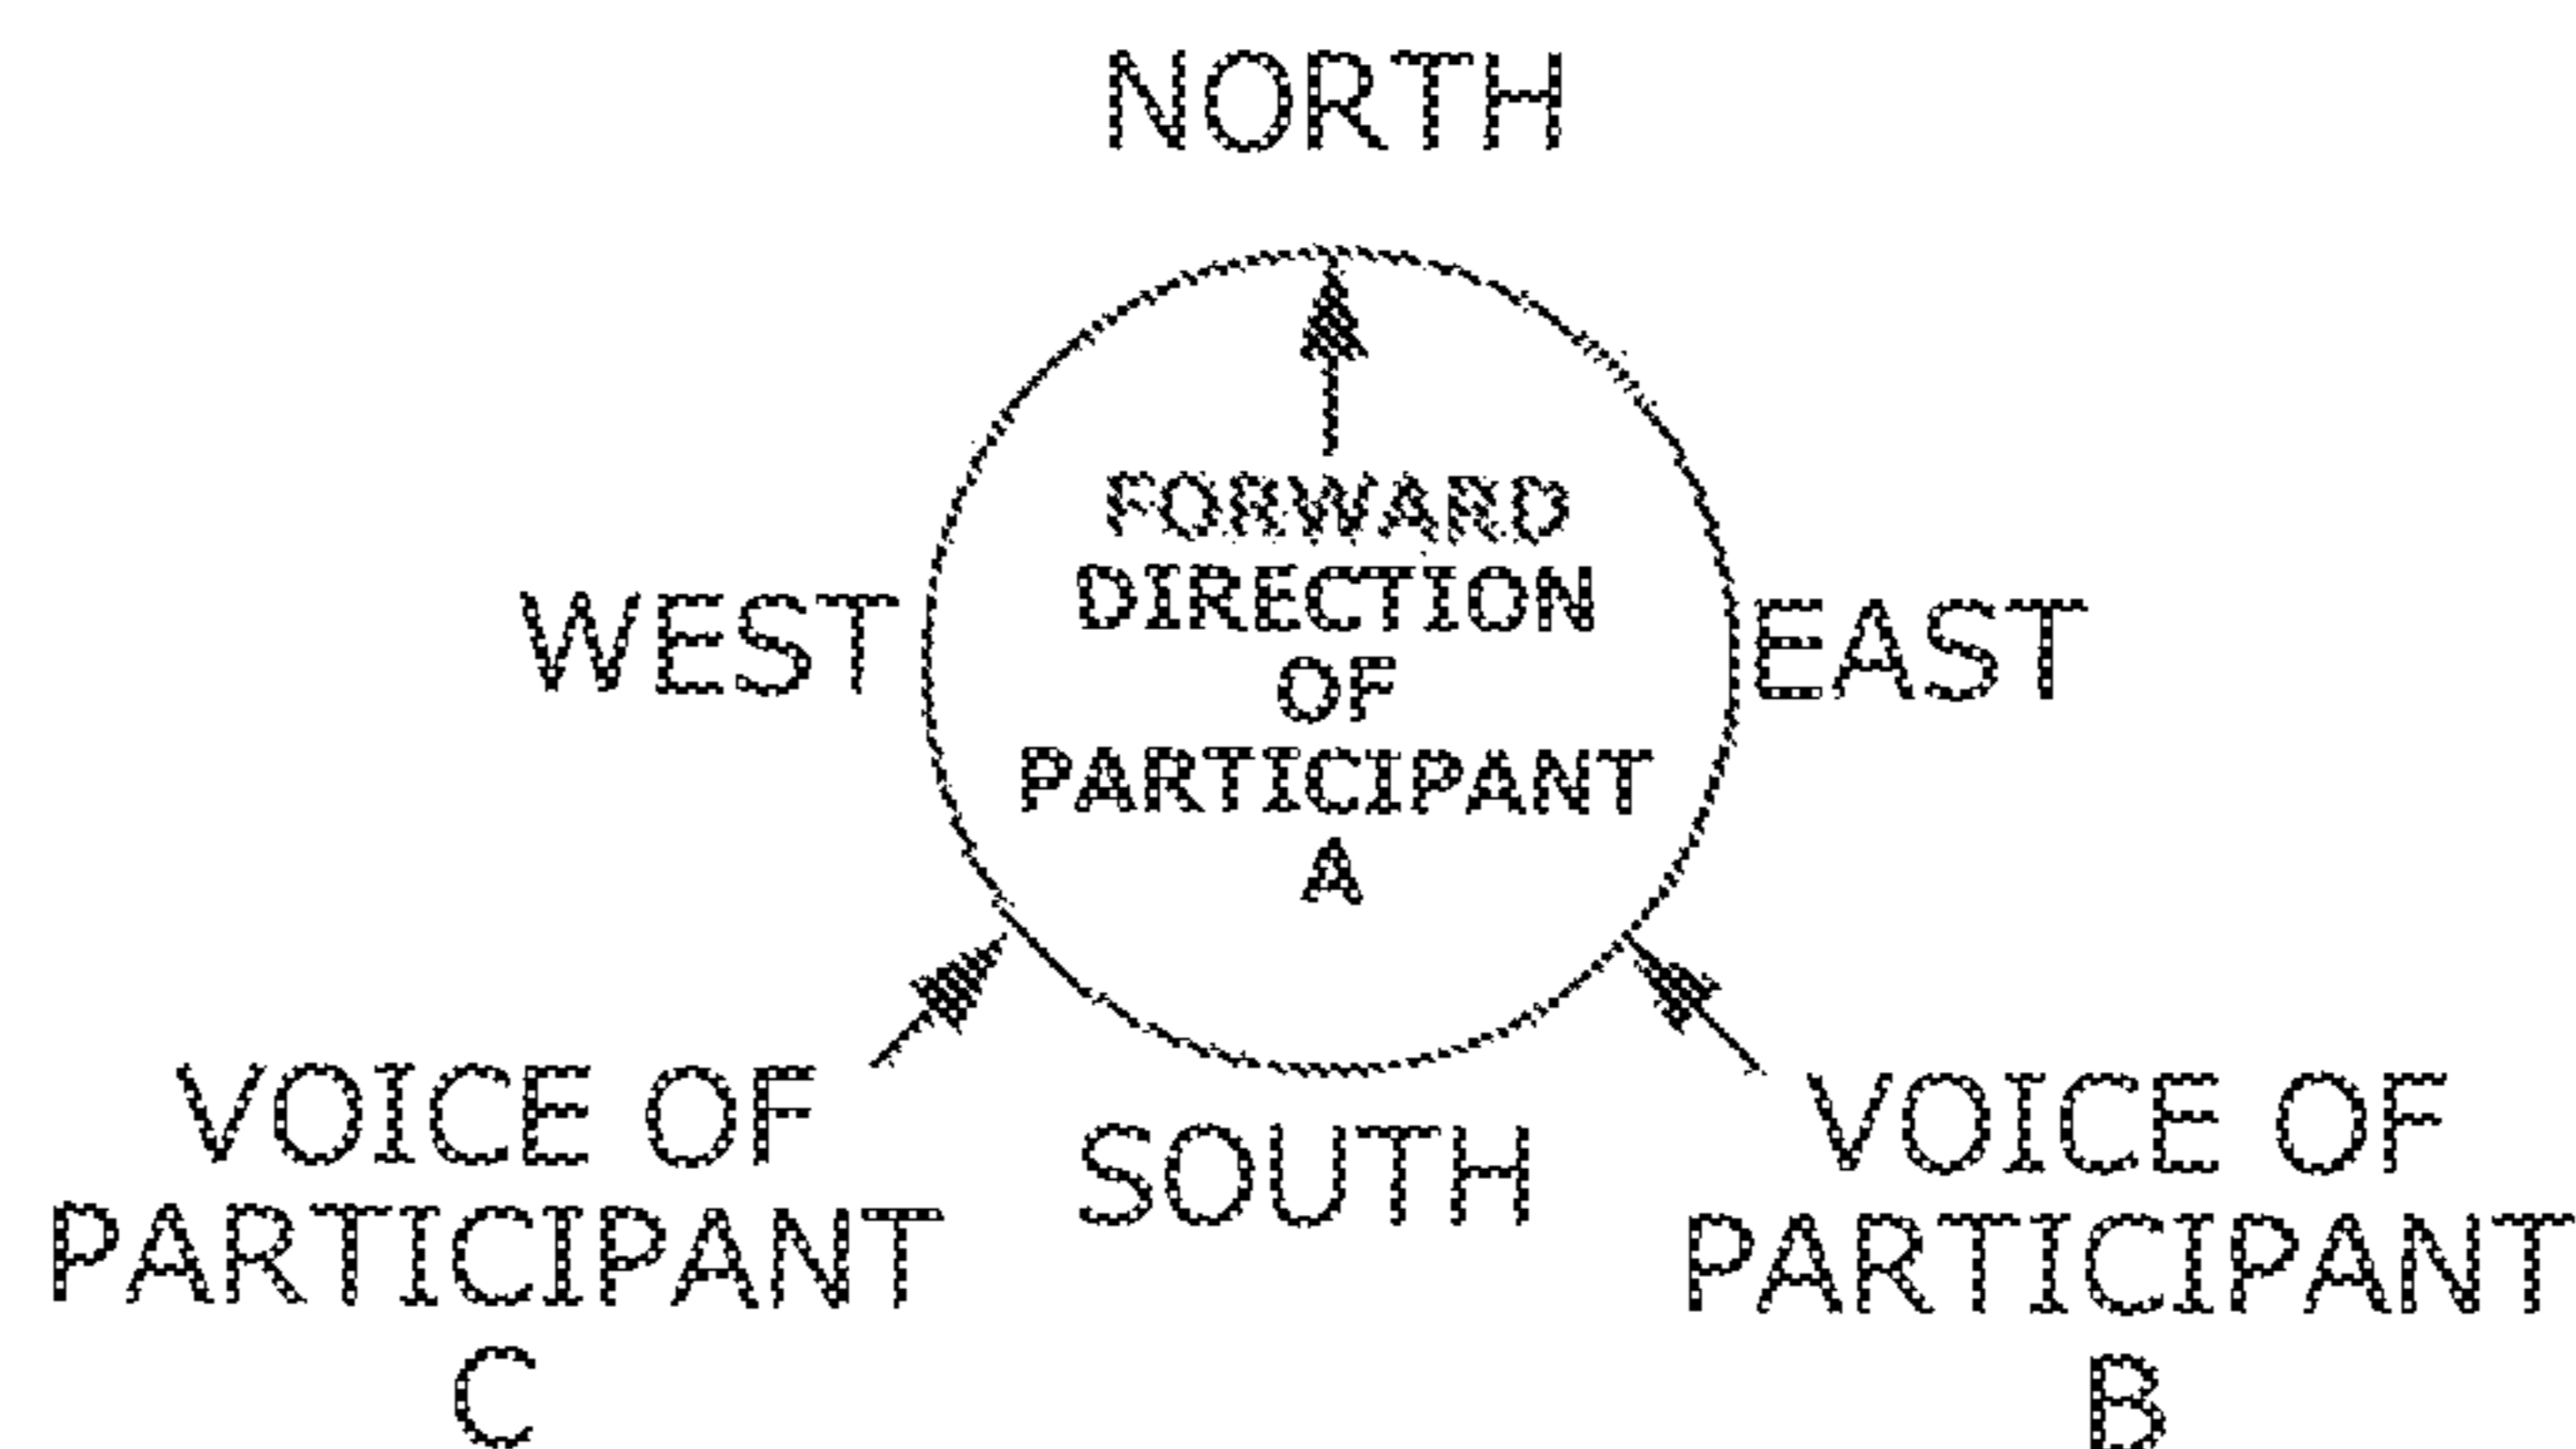 NORTH
FORWARD
DIRECTION
OF
PARTICIPANT
A
WEST
EAST
VOICE OF
PARTICIPANT
C
SOUTH
VOICE OF
PARTICIPANT
B